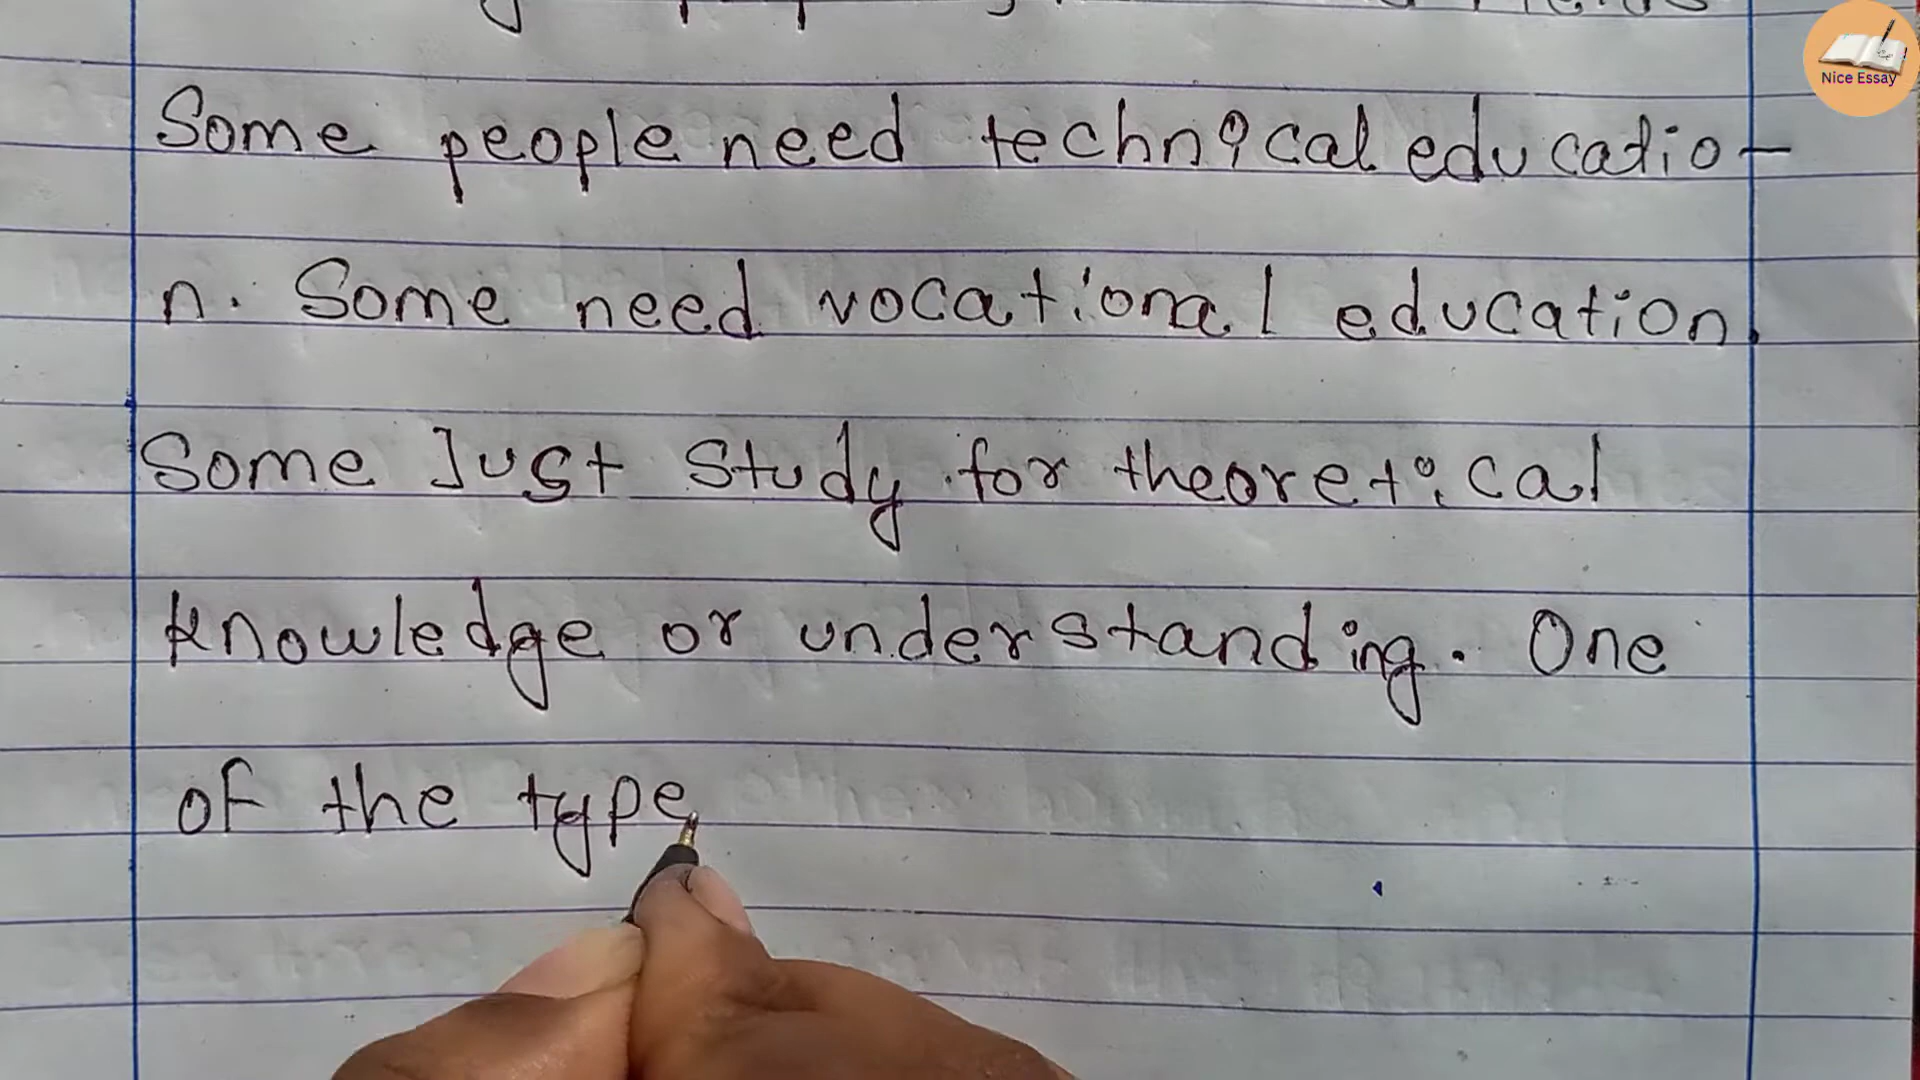 Nice Essay
Some people need technical educatio-
n. Some need vocational education.
Some Just study for theoretical
knowledge or understanding. One
of the type